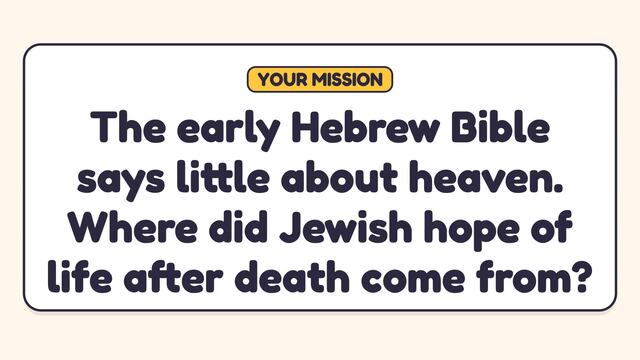 YOUR MISSION
The early Hebrew Bible
says little about heaven.
Where did Jewish hope of
life after death come from?